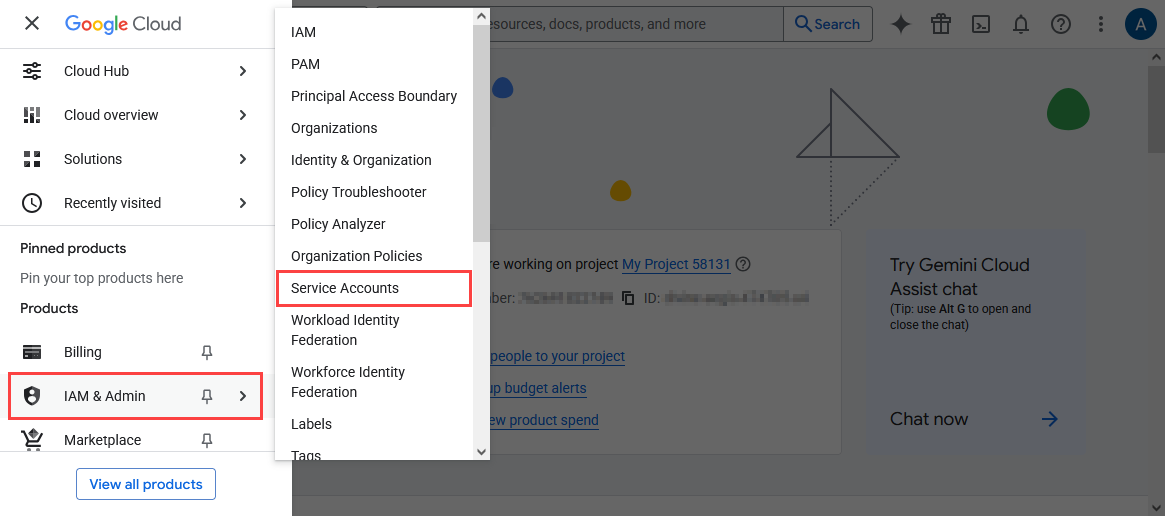 Google Cloud
Cloud Hub
Cloud overview
Solutions
Recently visited
Pinned products
Pin your top products here
Products
Billing
IAM & Admin
Marketplace
View all products
IAM
PAM
Principal Access Boundary
Organizations
Identity & Organization
Policy Troubleshooter
Policy Analyzer
Organization Policies
Service Accounts
Workload Identity
Federation
Workforce Identity
Federation
Labels
Tags
resources, docs, products, and more
Search
A
re working on project My Project 58131
mber:
ID:
people to your project
up budget alerts
ew product spend
Try Gemini Cloud
Assist chat
(Tip: use Alt G to open and
close the chat)
Chat now